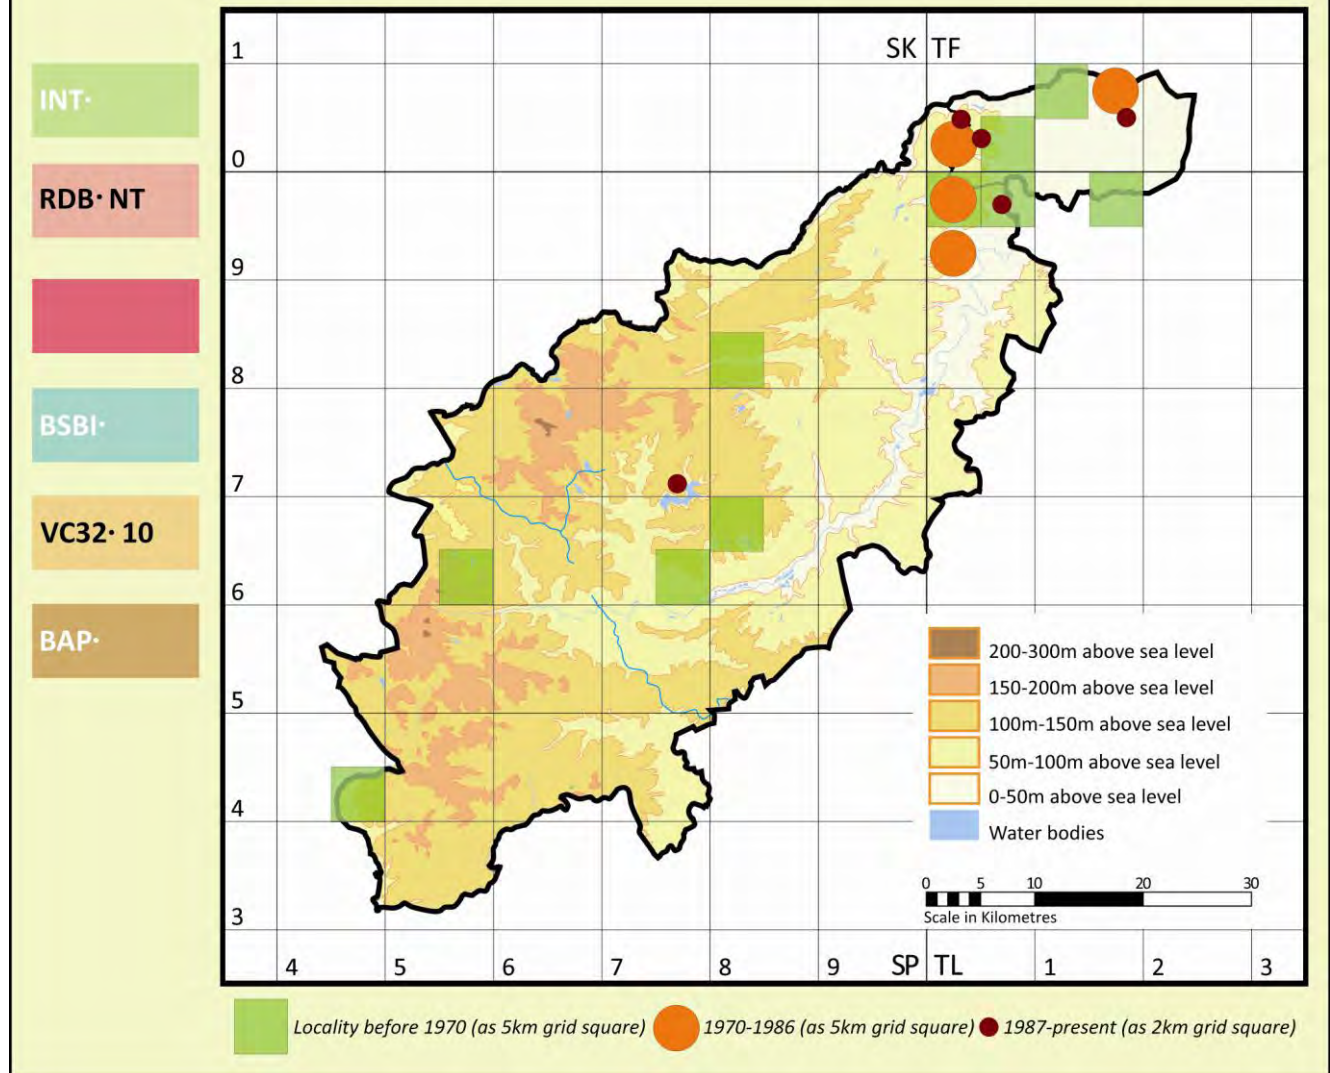 INT·
RDB· NT
BSBI·
VC32· 10
BAP·
SK TF
1
0
9
8
7
6
5
4
3
4 5 6 7 8 9 SP TL 1 2 3
200-300m above sea level
150-200m above sea level
100m-150m above sea level
50m-100m above sea level
0-50m above sea level
Water bodies
0 5 10 20 30
Scale in Kilometres
Locality before 1970 (as 5km grid square) 1970-1986 (as 5km grid square) 1987-present (as 2km grid square)